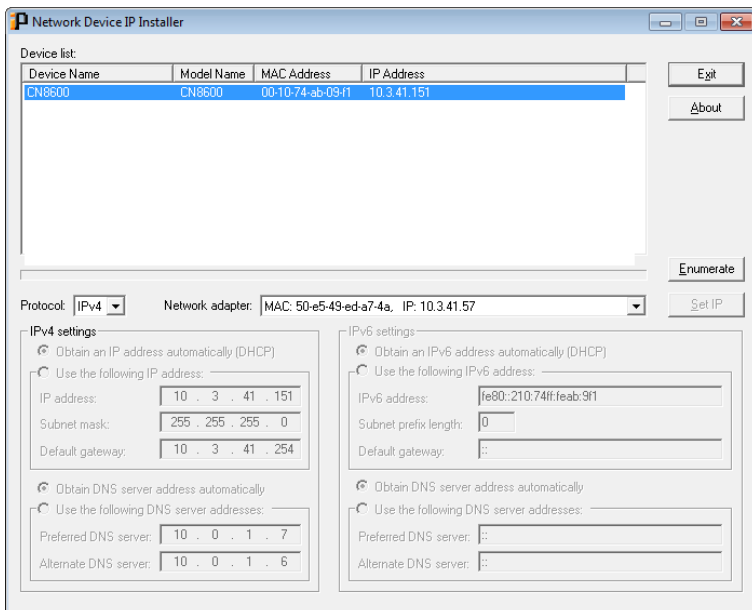 Network Device IP Installer
Device list:
Device Name Model Name MAC Address IP Address
CN8600 CN8600 00-10-74-ab-09-f1 10.3.41.151
Exit
About
Enumerate
Protocol: IPv4 Network adapter: MAC: 50-e5-49-ed-a7-4a, IP: 10.3.41.57
Set IP
IPv4 settings
Obtain an IP address automatically (DHCP)
Use the following IP address:
IP address: 10 . 3 . 41 . 151
Subnet mask: 255 . 255 . 255 . 0
Default gateway: 10 . 3 . 41 . 254
Obtain DNS server address automatically
Use the following DNS server addresses:
Preferred DNS server: 10 . 0 . 1 . 7
Alternate DNS server: 10 . 0 . 1 . 6
IPv6 settings
Obtain an IPv6 address automatically (DHCP)
Use the following IPv6 address:
IPv6 address: fe80::210:74ff:feab:9f1
Subnet prefix length: 0
Default gateway: ::
Obtain DNS server address automatically
Use the following DNS server addresses:
Preferred DNS server: ::
Alternate DNS server: ::